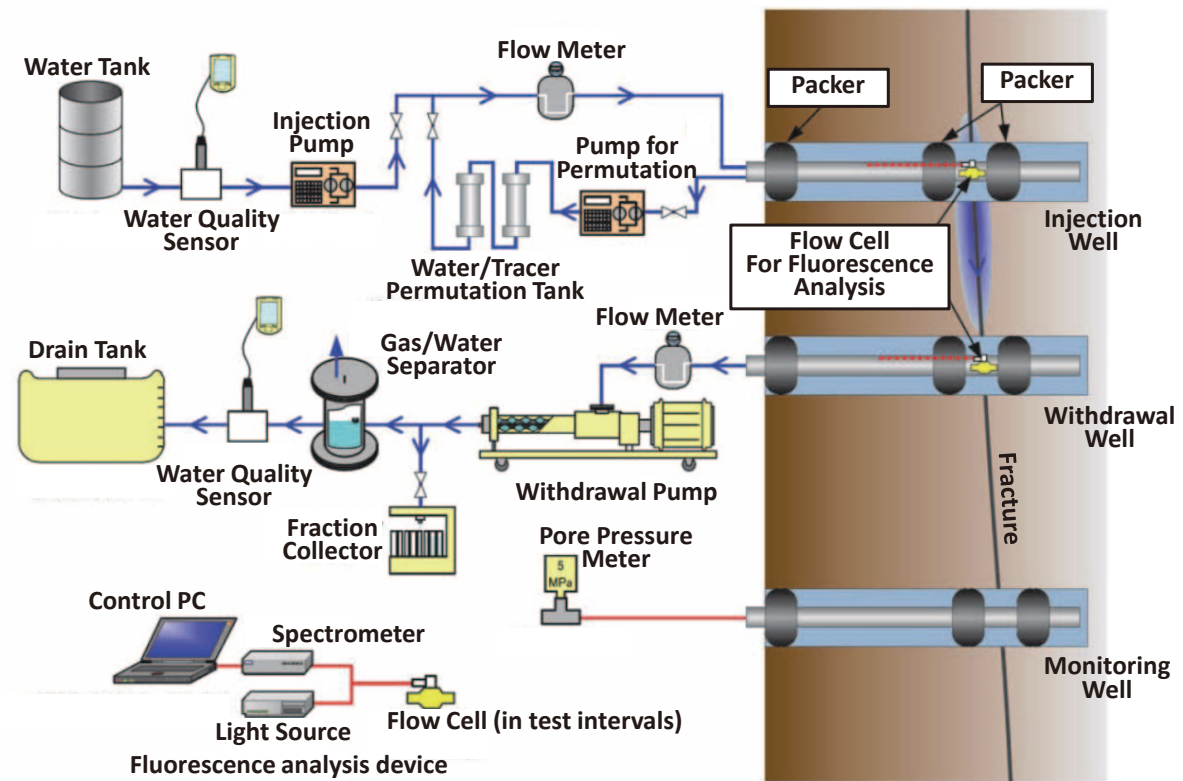 Water Tank
Flow Meter
Packer
Packer
Injection
Pump
Pump for
Permutation
Water Quality
Sensor
Injection
Well
Flow Cell
For Fluorescence
Analysis
Water/Tracer
Permutation Tank
Flow Meter
Drain Tank
Gas/Water
Separator
Withdrawal
Well
Water Quality
Sensor
Withdrawal Pump
Fracture
Fraction
Collector
Pore Pressure
Meter
5
MPa
Control PC
Spectrometer
Monitoring
Well
Flow Cell (in test intervals)
Light Source
Fluorescence analysis device